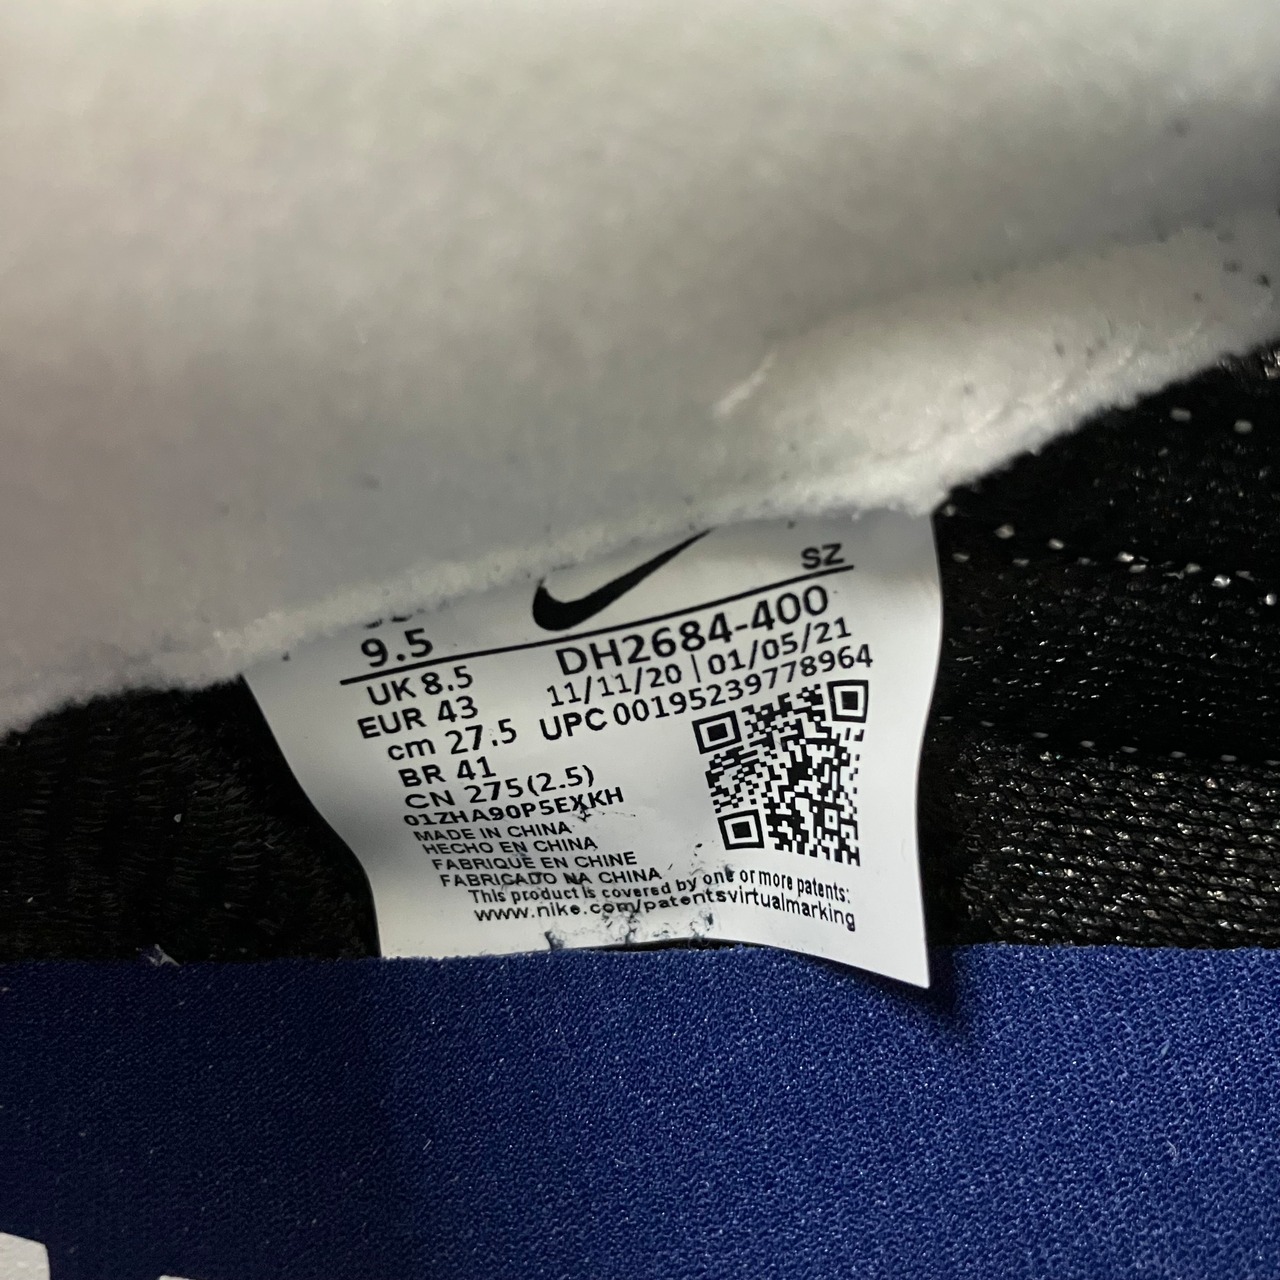 SZ
9.5
DH2684-400
UK 8.5
11/11/20 | 01/05/21
EUR 43
UPC 00195239778964
cm 27.5
BR 41
CN 275(2.5)
01ZHA90P5EXKH
MADE IN CHINA
HECHO EN CHINA
FABRIQUÉ EN CHINE
FABRICADO NA CHINA
This product is covered by one or more patents:
www.nike.com/patentsvirtualmarking